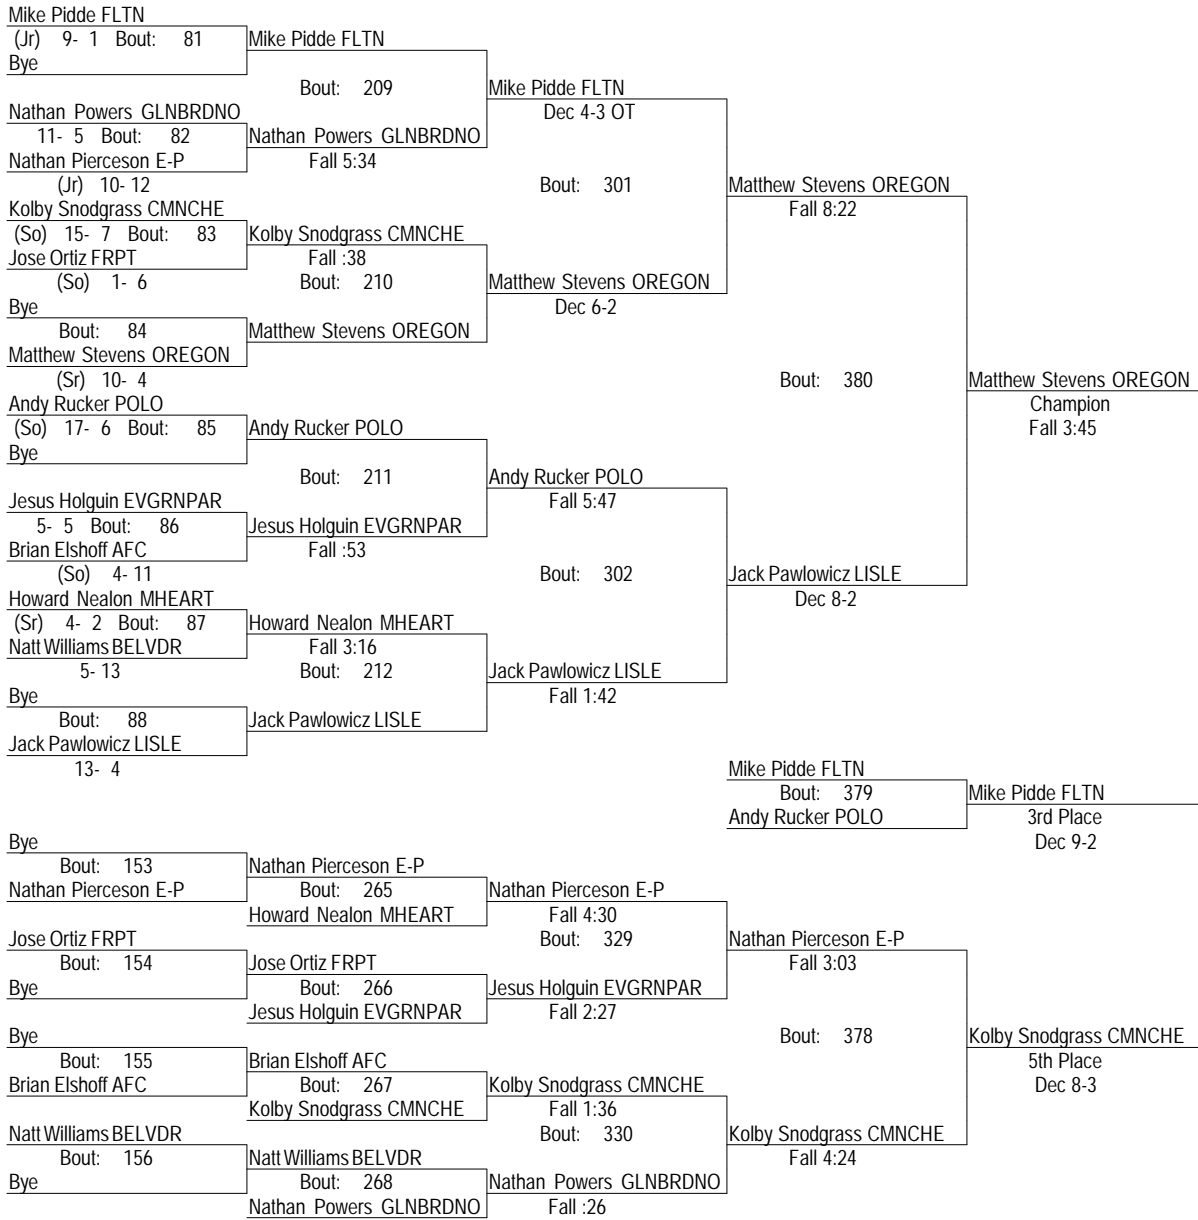 Mike Pidde FLTN
(Jr) 9- 1 Bout: 81 Mike Pidde FLTN
Bye
Bout: 209 Mike Pidde FLTN
Nathan Powers GLNBRDNO Dec 4-3 OT
11- 5 Bout: 82 Nathan Powers GLNBRDNO
Nathan Pierceson E-P Fall 5:34
(Jr) 10- 12 Bout: 301 Matthew Stevens OREGON
Kolby Snodgrass CMNCHE Fall 8:22
(So) 15- 7 Bout: 83 Kolby Snodgrass CMNCHE
Jose Ortiz FRPT Fall :38
(So) 1- 6 Bout: 210 Matthew Stevens OREGON
Bye Dec 6-2
Bout: 84 Matthew Stevens OREGON
Matthew Stevens OREGON
(Sr) 10- 4 Bout: 380 Matthew Stevens OREGON
Andy Rucker POLO Champion
(So) 17- 6 Bout: 85 Andy Rucker POLO Fall 3:45
Bye
Bout: 211 Andy Rucker POLO
Jesus Holguin EVGRNPAR Fall 5:47
5- 5 Bout: 86 Jesus Holguin EVGRNPAR
Brian Elshoff AFC Fall :53
(So) 4- 11 Bout: 302 Jack Pawlowicz LISLE
Howard Nealon MHEART Dec 8-2
(Sr) 4- 2 Bout: 87 Howard Nealon MHEART
Natt Williams BELVDR Fall 3:16
5- 13 Bout: 212 Jack Pawlowicz LISLE
Bye Fall 1:42
Bout: 88 Jack Pawlowicz LISLE
Jack Pawlowicz LISLE
13- 4 Mike Pidde FLTN
Bout: 379 Mike Pidde FLTN
Andy Rucker POLO 3rd Place
Bye Dec 9-2
Bout: 153 Nathan Pierceson E-P
Nathan Pierceson E-P Bout: 265 Nathan Pierceson E-P
Howard Nealon MHEART Fall 4:30
Jose Ortiz FRPT Bout: 329 Nathan Pierceson E-P
Bout: 154 Jose Ortiz FRPT Fall 3:03
Bye Bout: 266 Jesus Holguin EVGRNPAR
Jesus Holguin EVGRNPAR Fall 2:27
Bye Bout: 378 Kolby Snodgrass CMNCHE
Bout: 155 Brian Elshoff AFC 5th Place
Brian Elshoff AFC Bout: 267 Kolby Snodgrass CMNCHE Dec 8-3
Kolby Snodgrass CMNCHE Fall 1:36
Natt Williams BELVDR Bout: 330 Kolby Snodgrass CMNCHE
Bout: 156 Natt Williams BELVDR Fall 4:24
Bye Bout: 268 Nathan Powers GLNBRDNO
Nathan Powers GLNBRDNO Fall :26